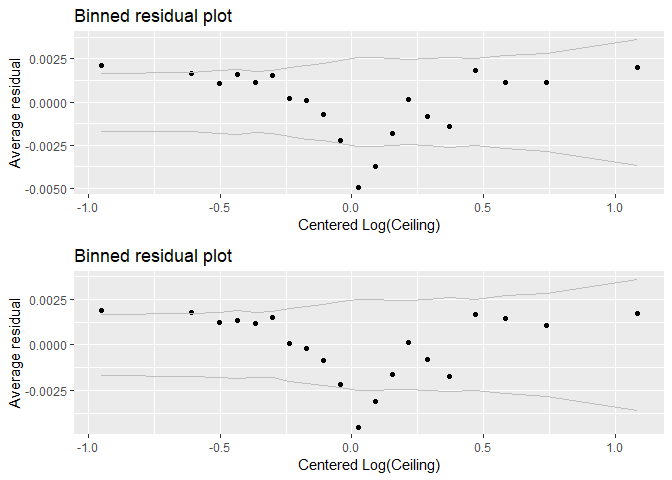 Binned residual plot
Average residual
0.0025
0.0000
-0.0025
-0.0050
-1.0 -0.5 0.0 0.5 1.0
Centered Log(Ceiling)
Binned residual plot
Average residual
0.0025
0.0000
-0.0025
-1.0 -0.5 0.0 0.5 1.0
Centered Log(Ceiling)